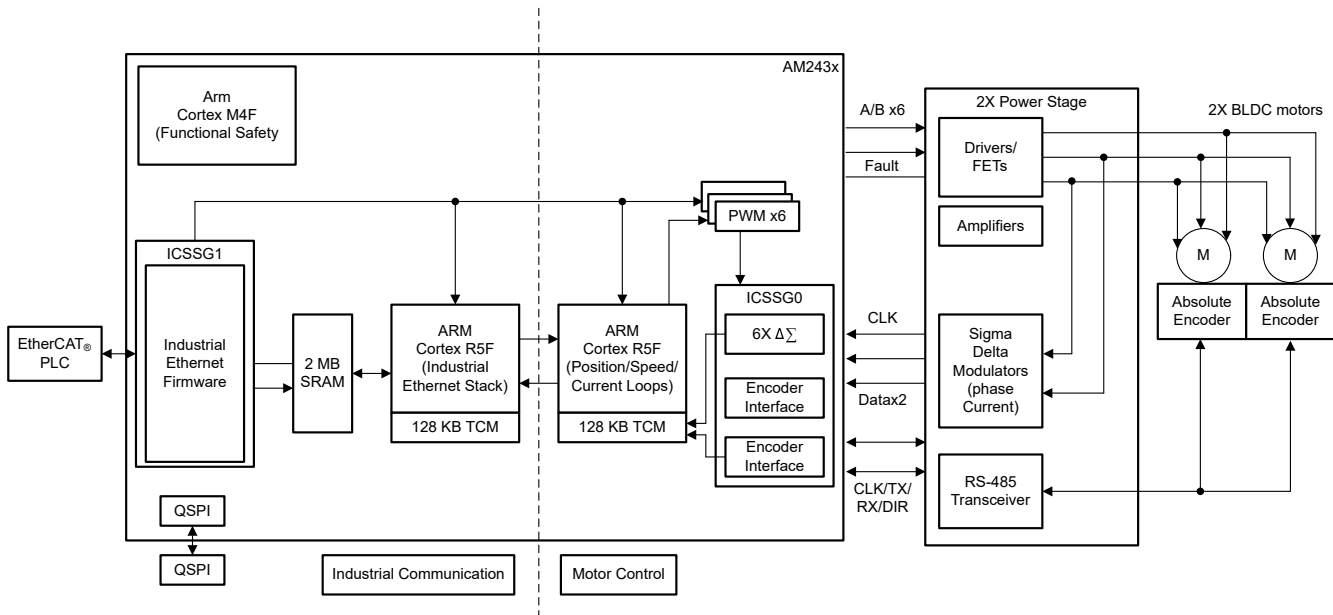 AM243x
Arm
Cortex M4F
(Functional Safety
A/B x6
Fault
2X Power Stage
Drivers/
FETs
Amplifiers
2X BLDC motors
M
M
Absolute
Encoder
Absolute
Encoder
PWM x6
ICSSG1
Industrial
Ethernet
Firmware
EtherCAT®
PLC
2 MB
SRAM
ARM
Cortex R5F
(Industrial
Ethernet Stack)
128 KB TCM
ARM
Cortex R5F
(Position/Speed/
Current Loops)
128 KB TCM
ICSSG0
6X Δ∑
Encoder
Interface
Encoder
Interface
CLK
Datax2
CLK/TX/
RX/DIR
Sigma
Delta
Modulators
(phase
Current)
RS-485
Transceiver
QSPI
QSPI
Industrial Communication
Motor Control